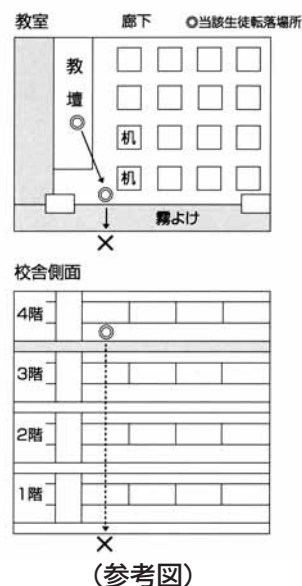 教室 廊下 ◎当該生徒転落場所
教壇
◎
机
机
◎
霧よけ
×
校舎側面
4階 ◎
3階
2階
1階
×
(参考図)